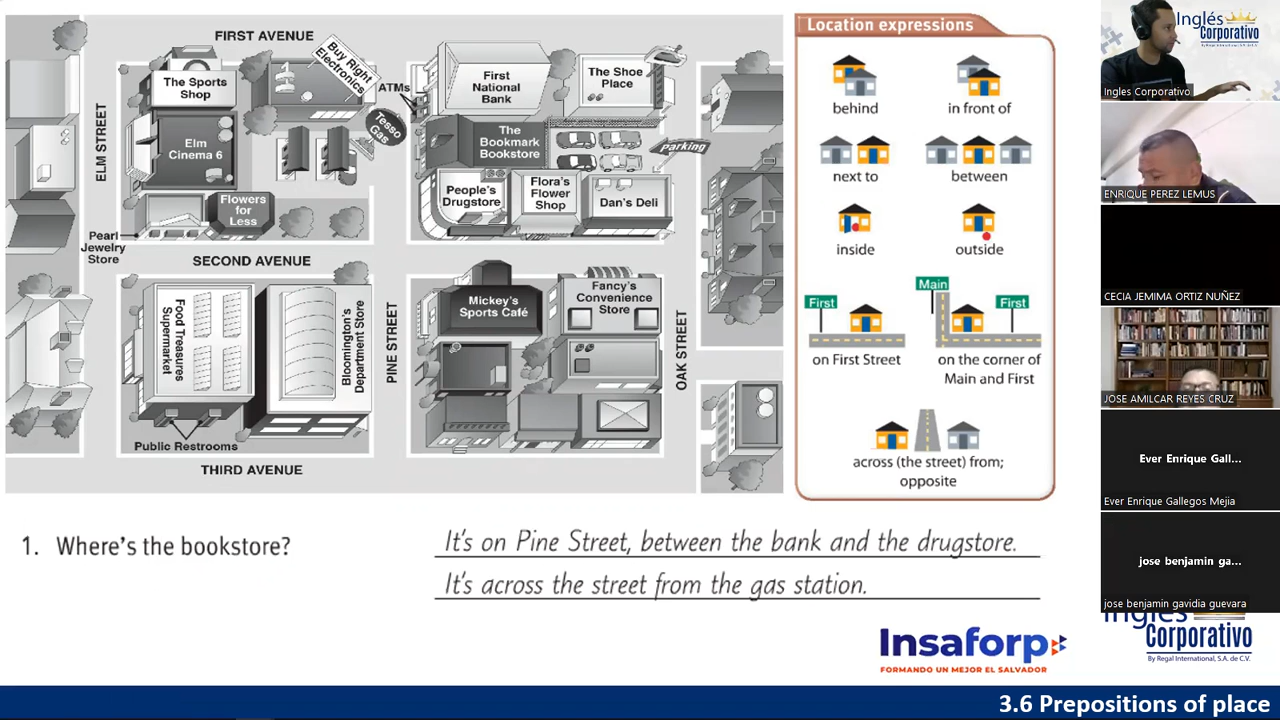 FIRST AVENUE
The Sports
Shop
Buy Right
Electronics
ATMs
First
National
Bank
The Shoe
Place
ELM STREET
Elm
Cinema 6
Tesso
Gas
The
Bookmark
Bookstore
parking
Flowers
for
Less
People's
Drugstore
Flora's
Flower
Shop
Dan's Deli
Pearl
Jewelry
Store
SECOND AVENUE
Food Treasures
Supermarket
Bloomington's
Department Store
PINE STREET
Mickey's
Sports Café
Fancy's
Convenience
Store
OAK STREET
Public Restrooms
THIRD AVENUE
Location expressions
behind
in front of
next to
between
inside
outside
First
on First Street
Main
First
on the corner of
Main and First
across (the street) from;
opposite
1. Where's the bookstore?
It's on Pine Street, between the bank and the drugstore.
It's across the street from the gas station.
Insaforp
FORMANDO UN MEJOR EL SALVADOR
3.6 Prepositions of place
Inglés
Corporativo
By Regal International, S.A. de C.V.
Ingles Corporativo
ENRIQUE PEREZ LEMUS
CECIA JEMIMA ORTIZ NUÑEZ
JOSE AMILCAR REYES CRUZ
Ever Enrique Gall...
Ever Enrique Gallegos Mejia
jose benjamin ga...
jose benjamin gavidia guevara
Inglés
Corporativo
By Regal International, S.A. de C.V.